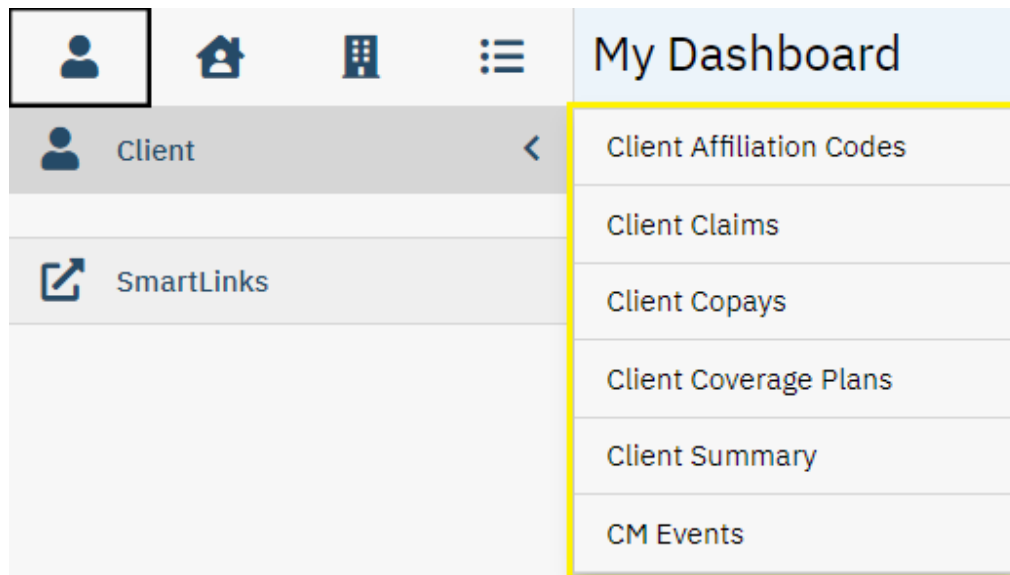 My Dashboard
Client
SmartLinks
Client Affiliation Codes
Client Claims
Client Copays
Client Coverage Plans
Client Summary
CM Events